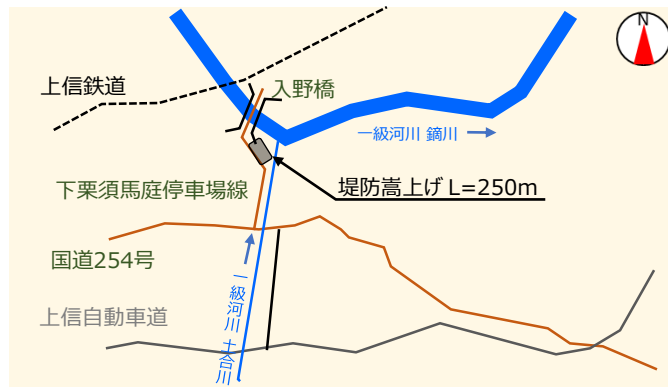 N
上信鉄道
入野橋
一級河川 鏑川
下栗須馬庭停車場線
堤防嵩上げ L=250m
国道254号
一級河川 土合川
上信自動車道